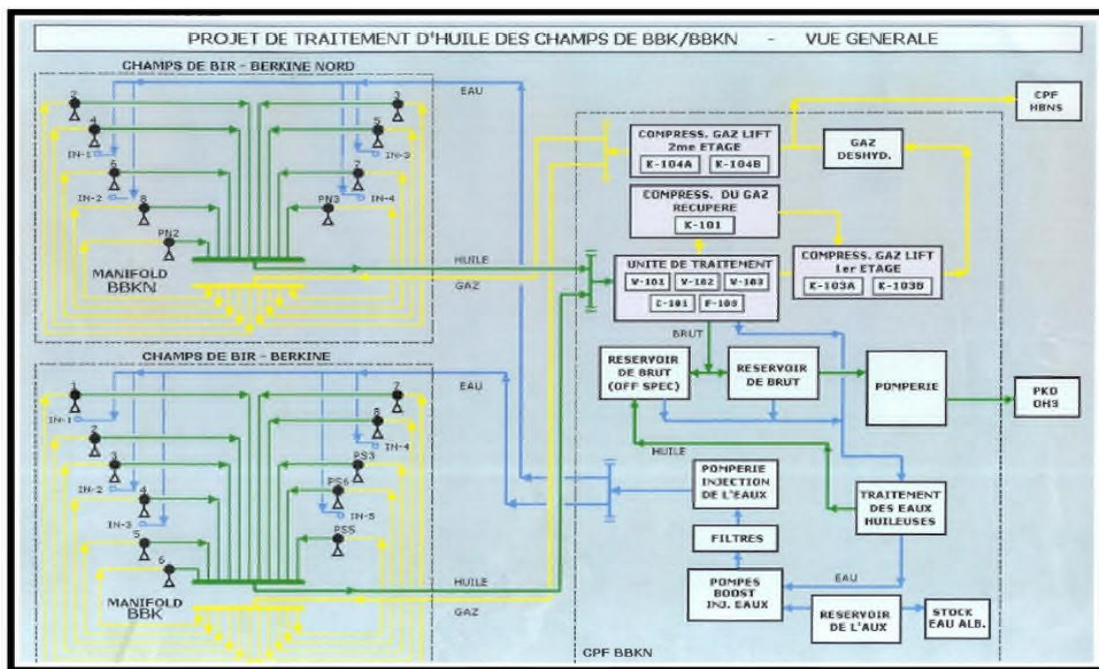 PROJET DE TRAITEMENT D'HUILE DES CHAMPS DE BBK/BBKN - VUE GENERALE
CHAMPS DE BIR - BERKINE NORD
2
3
4
5
IN-1
IN-3
6
7
IN-2
IN-4
8
PN3
PN2
MANIFOLD
BBKN
EAU
HUILE
GAZ
CHAMPS DE BIR - BERKINE
1
7
IN-1
8
2
IN-4
3
PS3
IN-2
4
PS6
IN-3
IN-5
5
PS5
6
MANIFOLD
BBK
EAU
HUILE
GAZ
COMPRESS. GAZ LIFT
2me ETAGE
K-104A
K-104B
GAZ
DESHYD.
CPF
HBNS
COMPRESS. DU GAZ
RECUPERE
K-101
UNITE DE TRAITEMENT
V-101
V-102
V-103
C-101
F-103
COMPRESS. GAZ LIFT
1er ETAGE
K-103A
K-103B
BRUT
RESERVOIR
DE BRUT
(OFF SPEC)
RESERVOIR
DE BRUT
POMPERIE
PKO
OH3
HUILE
POMPERIE
INJECTION
DE L'EAUX
TRAITEMENT
DES EAUX
HUILEUSES
FILTRES
EAU
POMPES
BOOST
INJ. EAUX
RESERVOIR
DE L'AUX
STOCK
EAU ALB.
CPF BBKN